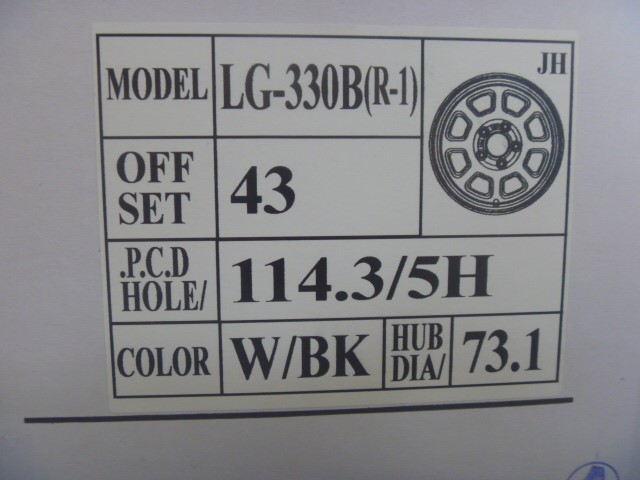 MODEL LG-330B(R-1) JH
OFF
SET 43
.P.C.D
HOLE/ 114.3/5H
COLOR W/BK HUB
DIA/ 73.1